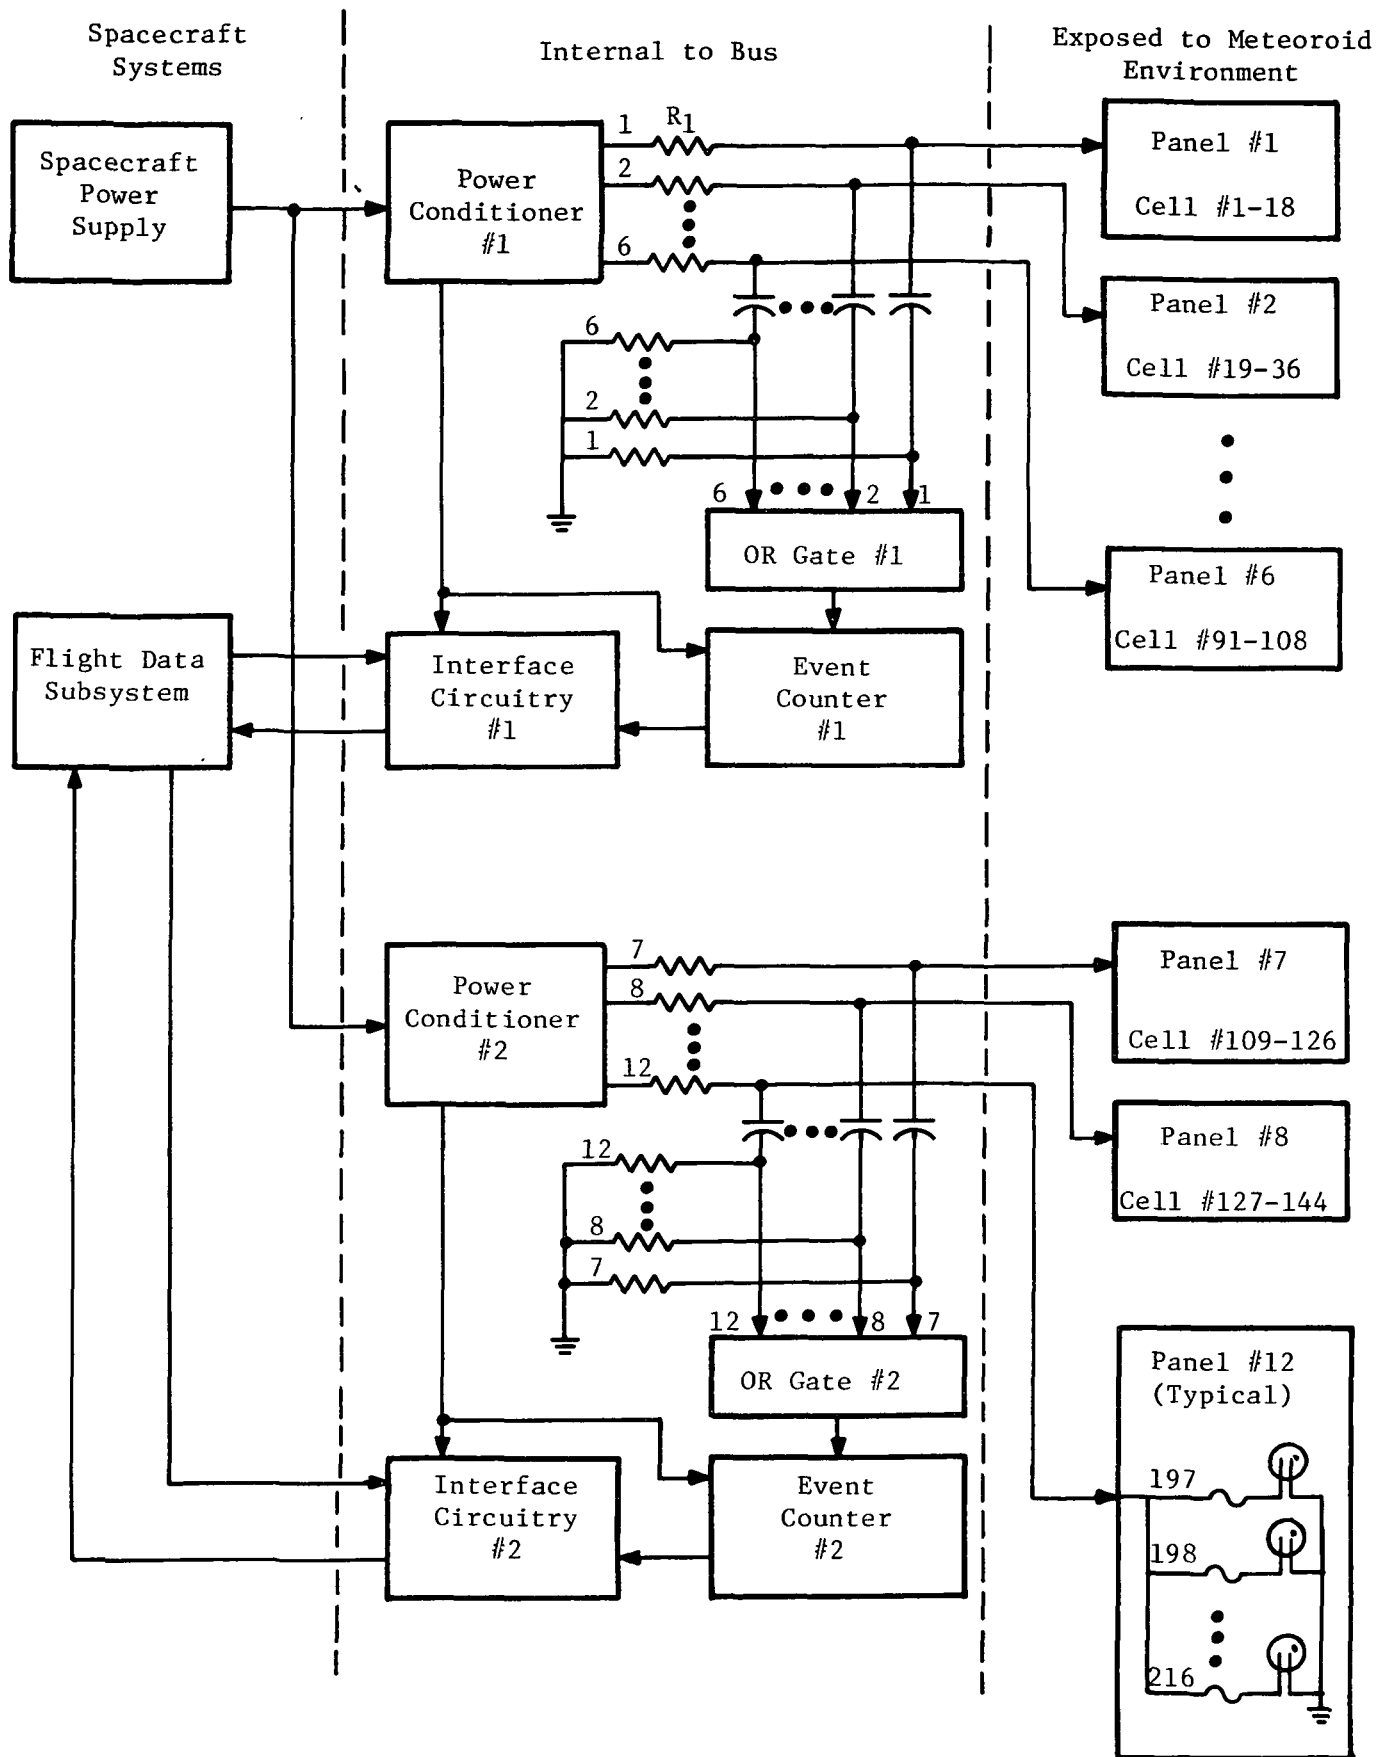 Spacecraft
Systems
Internal to Bus
Exposed to Meteoroid
Environment
Spacecraft
Power
Supply
Power
Conditioner
#1
1
R1
2
6
Panel #1
Cell #1-18
Panel #2
Cell #19-36
6
2
1
6
2
1
OR Gate #1
Panel #6
Cell #91-108
Flight Data
Subsystem
Interface
Circuitry
#1
Event
Counter
#1
Power
Conditioner
#2
7
8
12
Panel #7
Cell #109-126
Panel #8
Cell #127-144
12
8
7
12
8
7
OR Gate #2
Panel #12
(Typical)
197
198
216
Interface
Circuitry
#2
Event
Counter
#2